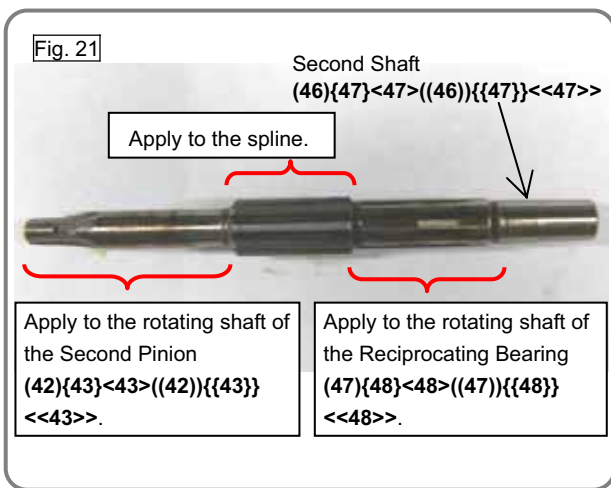 Fig. 21
Second Shaft
(46){47}<47>((46)){{47}}<<47>>
Apply to the spline.
Apply to the rotating shaft of
the Second Pinion
(42){43}<43>((42)){{43}}
<<43>>.
Apply to the rotating shaft of
the Reciprocating Bearing
(47){48}<48>((47)){{48}}
<<48>>.